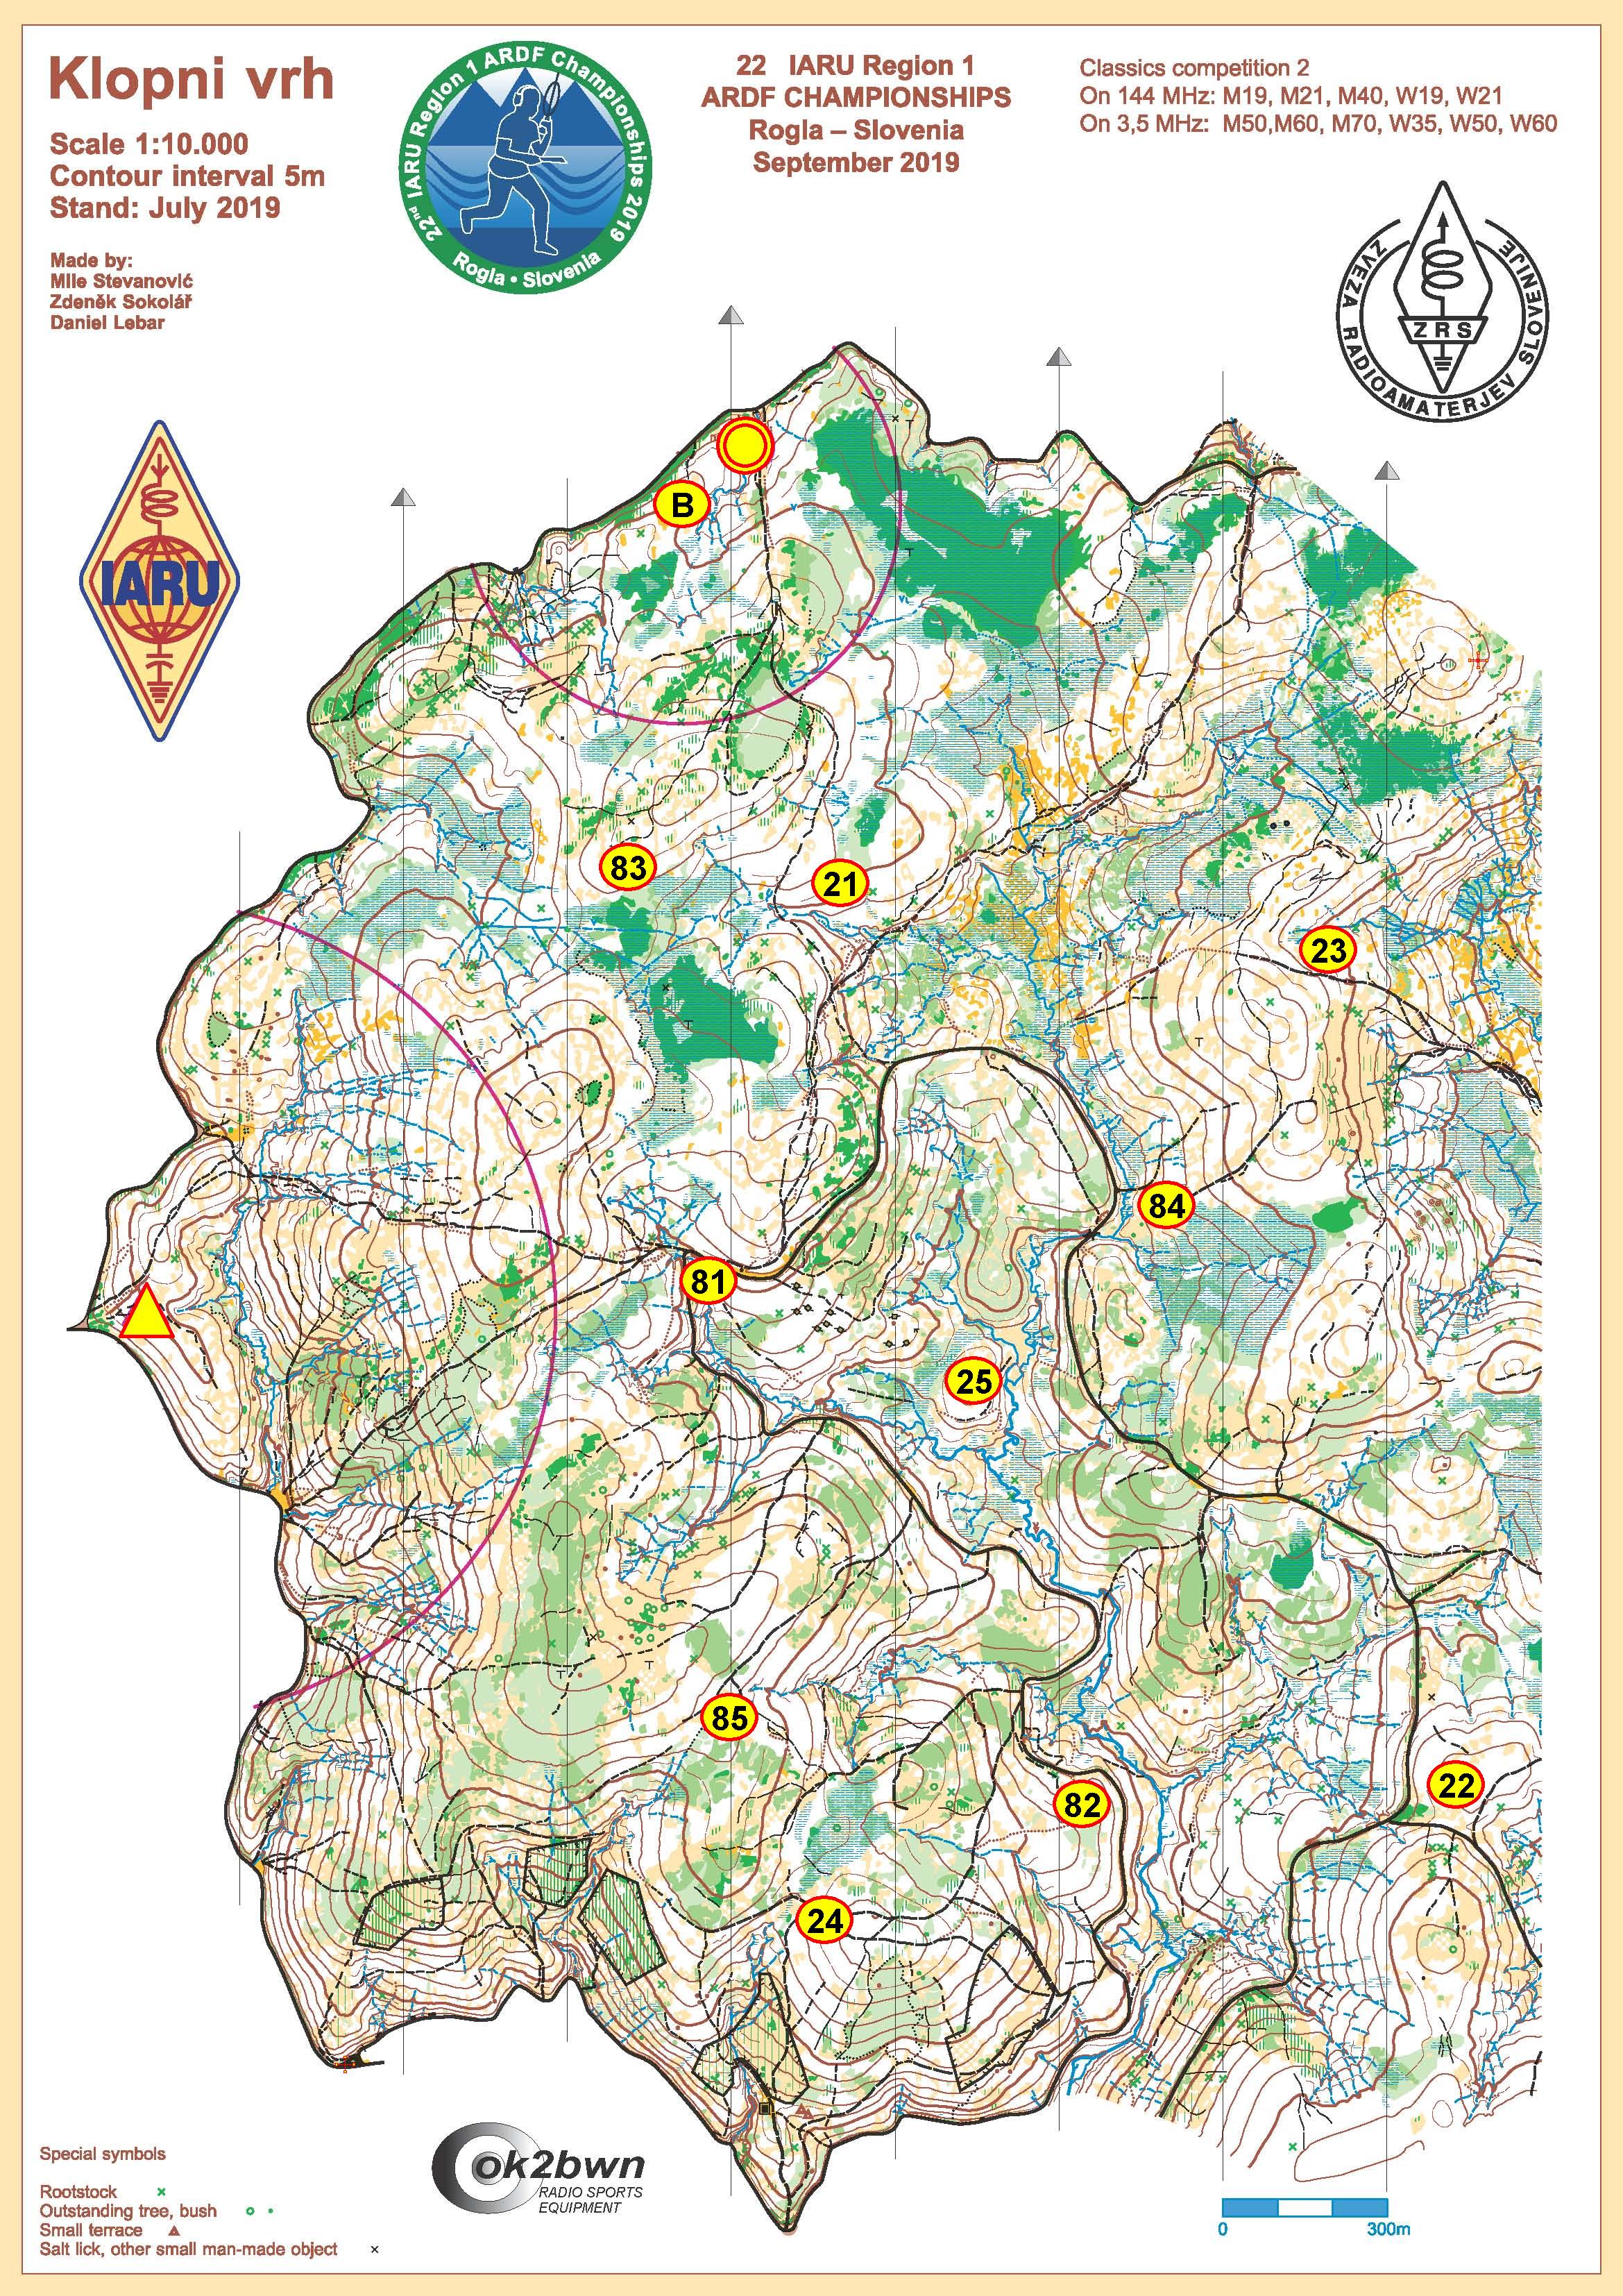 Klopni vrh
Scale 1:10.000
Contour interval 5m
Stand: July 2019
Made by:
Mile Stevanović
Zdeněk Sokolář
Daniel Lebar
22nd IARU Region 1 ARDF Championships 2019
Rogla • Slovenia
22 IARU Region 1
ARDF CHAMPIONSHIPS
Rogla – Slovenia
September 2019
Classics competition 2
On 144 MHz: M19, M21, M40, W19, W21
On 3,5 MHz: M50,M60, M70, W35, W50, W60
ZVEZA RADIOAMATERJEV SLOVENIJE
ZRS
IARU
B
83
21
23
84
81
25
85
22
82
24
Special symbols
Rootstock
Outstanding tree, bush
Small terrace
Salt lick, other small man-made object
ok2bwn
RADIO SPORTS
EQUIPMENT
0 300m